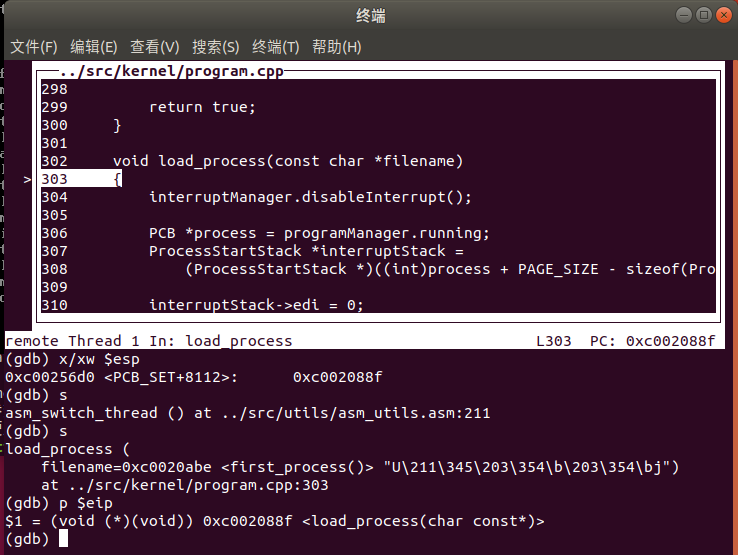 终端
文件(F) 编辑(E) 查看(V) 搜索(S) 终端(T) 帮助(H)
../src/kernel/program.cpp
298
299         return true;
300     }
301
302     void load_process(const char *filename)
> 303     {
304         interruptManager.disableInterrupt();
305
306         PCB *process = programManager.running;
307         ProcessStartStack *interruptStack =
308             (ProcessStartStack *)((int)process + PAGE_SIZE - sizeof(Pro
309
310         interruptStack->edi = 0;
remote Thread 1 In: load_process                             L303  PC: 0xc002088f
(gdb) x/xw $esp
0xc00256d0 <PCB_SET+8112>:      0xc002088f
(gdb) s
asm_switch_thread () at ../src/utils/asm_utils.asm:211
(gdb) s
load_process (
    filename=0xc0020abe <first_process()> "U\211\345\203\354\b\203\354\bj")
    at ../src/kernel/program.cpp:303
(gdb) p $eip
$1 = (void (*)(void)) 0xc002088f <load_process(char const*)>
(gdb)